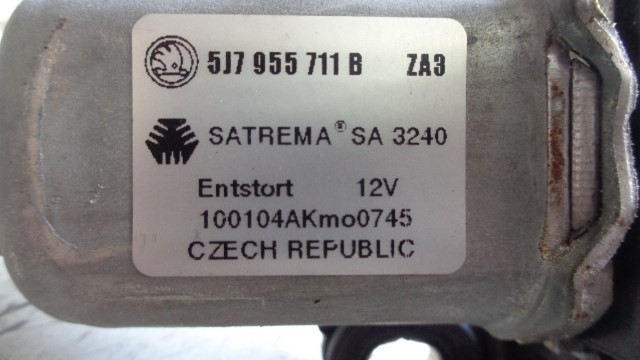 5J7 955 711 B ZA3
SATREMA® SA 3240
Entstort 12V
100104AKmo0745
CZECH REPUBLIC